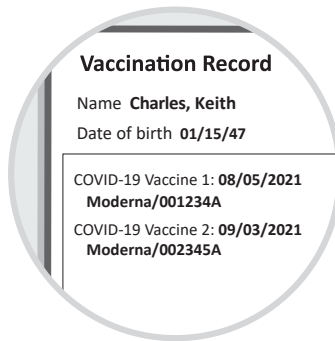 Vaccination Record
Name Charles, Keith
Date of birth 01/15/47
COVID-19 Vaccine 1: 08/05/2021
Moderna/001234A
COVID-19 Vaccine 2: 09/03/2021
Moderna/002345A